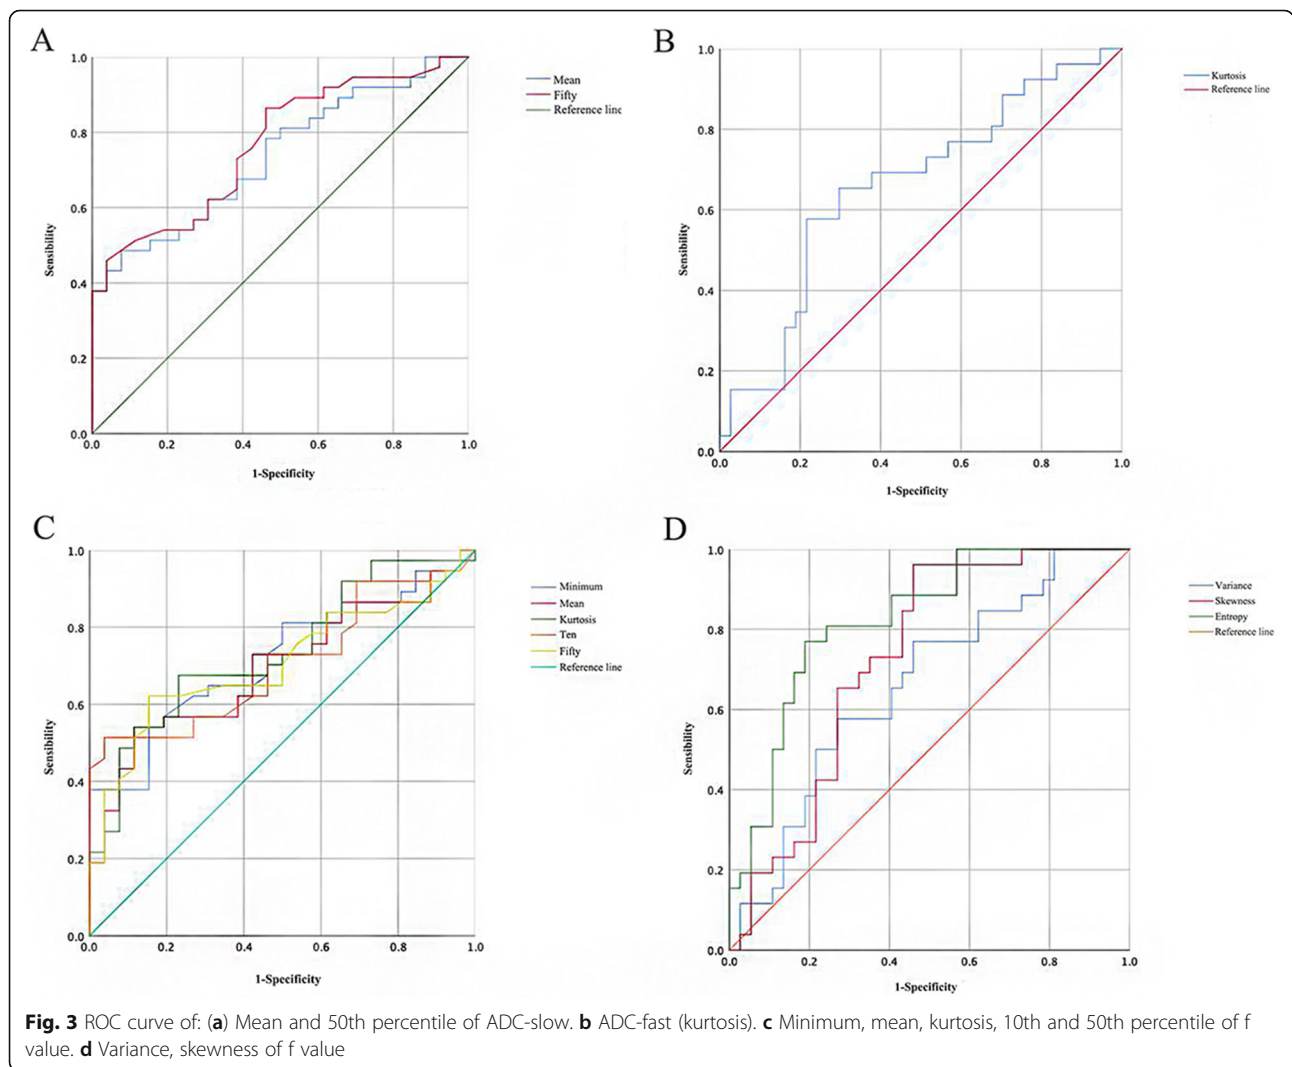 A
1.0
0.8
0.6
0.4
0.2
0.0
0.0 0.2 0.4 0.6 0.8 1.0
Sensibility
1-Specificity
Mean
Fifty
Reference line
B
1.0
0.8
0.6
0.4
0.2
0.0
0.0 0.2 0.4 0.6 0.8 1.0
Sensibility
1-Specificity
Kurtosis
Reference line
C
1.0
0.8
0.6
0.4
0.2
0.0
0.0 0.2 0.4 0.6 0.8 1.0
Sensibility
1-Specificity
Minimum
Mean
Kurtosis
Ten
Fifty
Reference line
D
1.0
0.8
0.6
0.4
0.2
0.0
0.0 0.2 0.4 0.6 0.8 1.0
Sensibility
1-Specificity
Variance
Skewness
Entropy
Reference line
Fig. 3 ROC curve of: (a) Mean and 50th percentile of ADC-slow. b ADC-fast (kurtosis). c Minimum, mean, kurtosis, 10th and 50th percentile of f
value. d Variance, skewness of f value